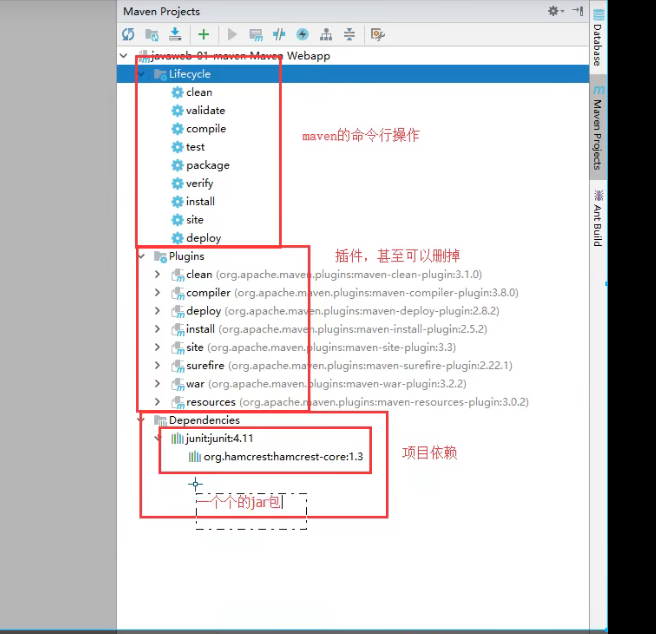 Maven Projects
javaweb-01-maven Maven Webapp
Lifecycle
clean
validate
compile
maven的命令行操作
test
package
verify
install
site
deploy
Plugins
插件，甚至可以删掉
clean (org.apache.maven.plugins:maven-clean-plugin:3.1.0)
compiler (org.apache.maven.plugins:maven-compiler-plugin:3.8.0)
deploy (org.apache.maven.plugins:maven-deploy-plugin:2.8.2)
install (org.apache.maven.plugins:maven-install-plugin:2.5.2)
site (org.apache.maven.plugins:maven-site-plugin:3.3)
surefire (org.apache.maven.plugins:maven-surefire-plugin:2.22.1)
war (org.apache.maven.plugins:maven-war-plugin:3.2.2)
resources (org.apache.maven.plugins:maven-resources-plugin:3.0.2)
Dependencies
junit:junit:4.11
org.hamcrest:hamcrest-core:1.3
项目依赖
一个个的jar包
Database
Maven Projects
Ant Build